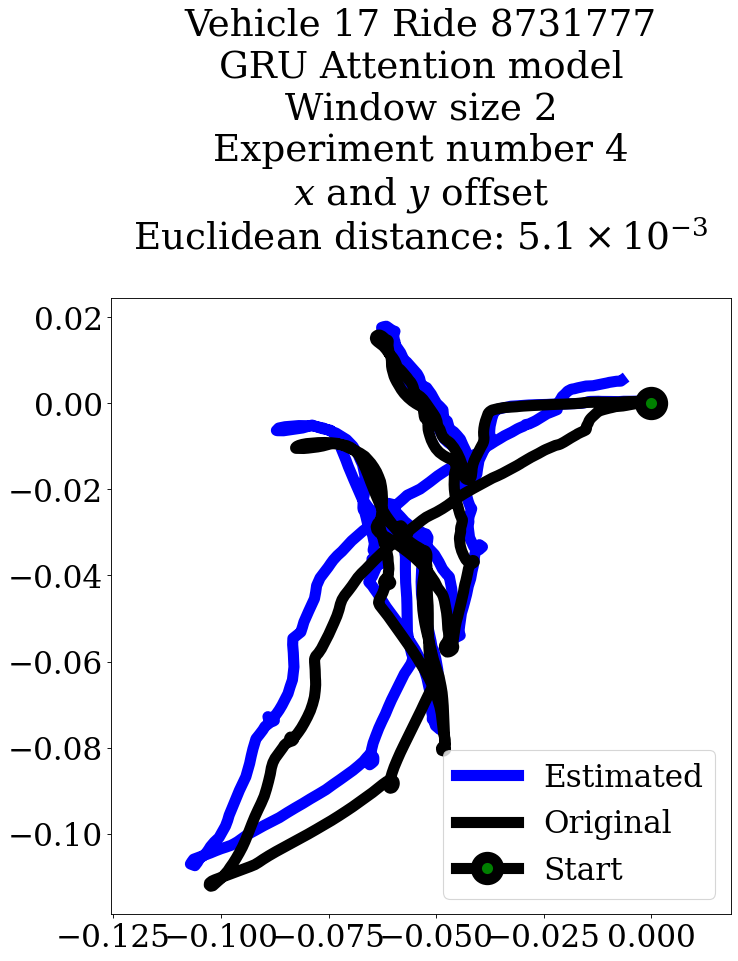 Vehicle 17 Ride 8731777
GRU Attention model
Window size 2
Experiment number 4
x and y offset
Euclidean distance: 5.1 × 10⁻³
0.02
0.00
−0.02
−0.04
−0.06
−0.08
−0.10
Estimated
Original
Start
−0.125 −0.100 −0.075 −0.050 −0.025 0.000